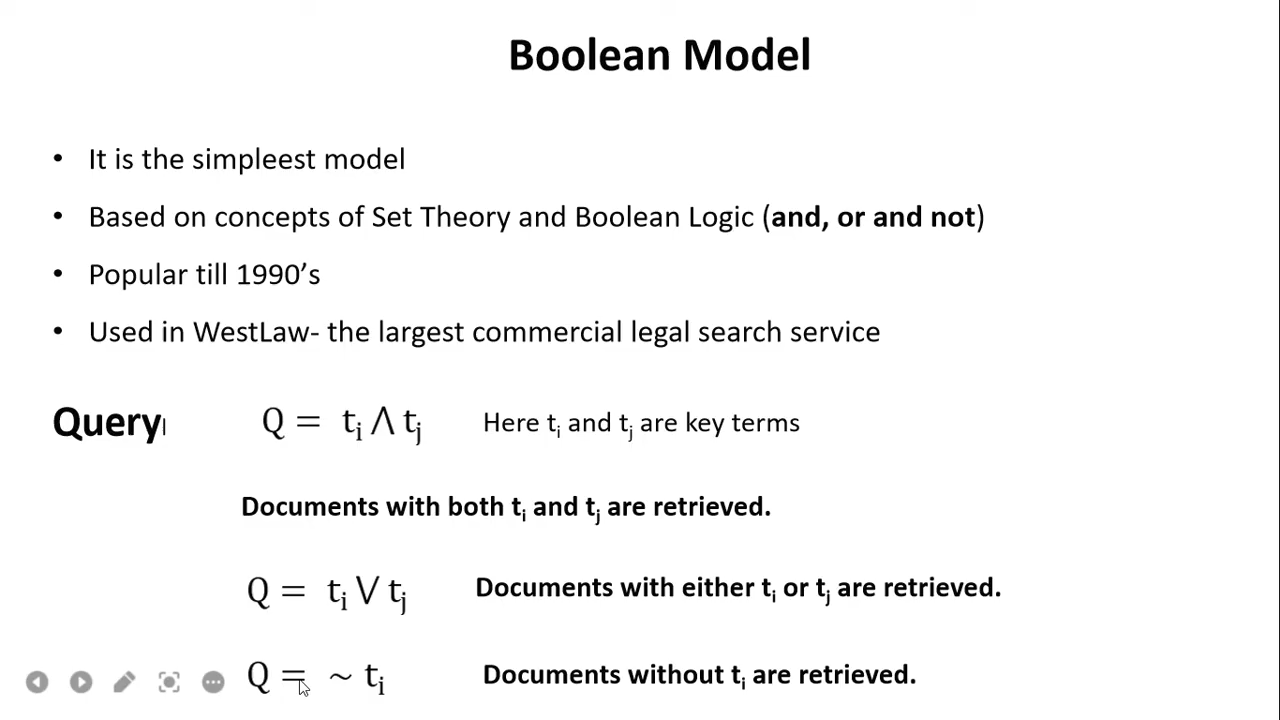 Boolean Model
• It is the simpleest model
• Based on concepts of Set Theory and Boolean Logic (and, or and not)
• Popular till 1990’s
• Used in WestLaw- the largest commercial legal search service
Query Q = tᵢ ⋀ tⱼ Here tᵢ and tⱼ are key terms
Documents with both tᵢ and tⱼ are retrieved.
Q = tᵢ ⋁ tⱼ Documents with either tᵢ or tⱼ are retrieved.
Q = ~ tᵢ Documents without tᵢ are retrieved.